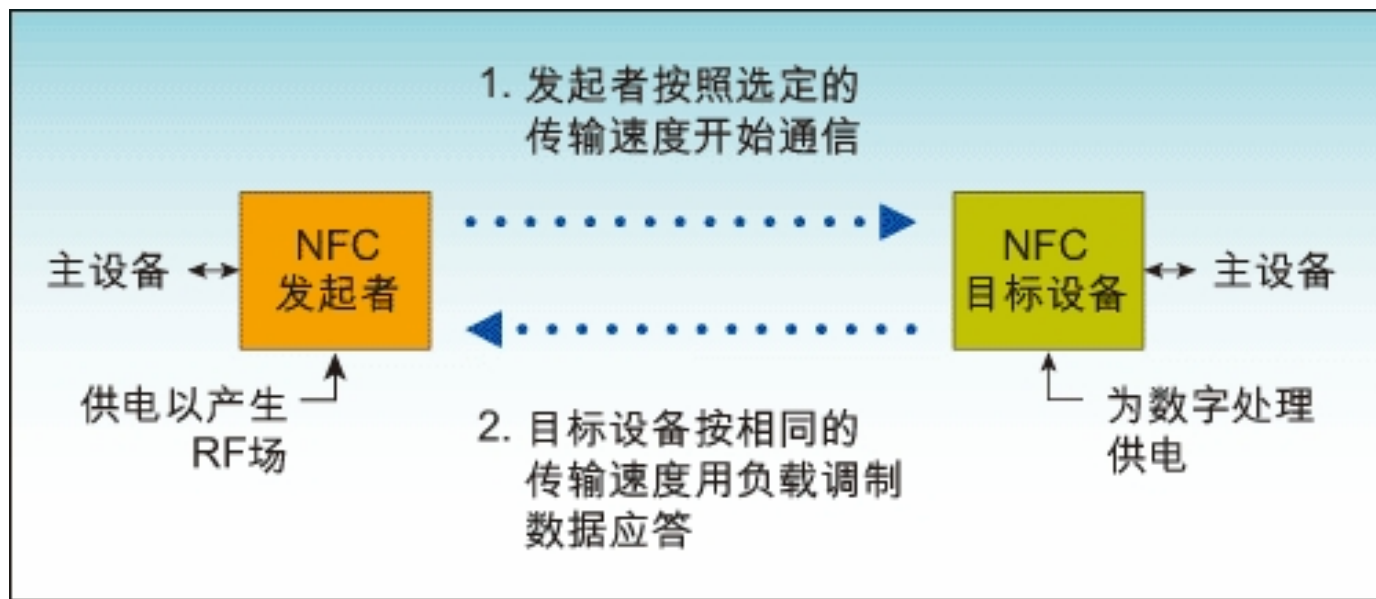 1. 发起者按照选定的
传输速度开始通信
NFC
发起者
主设备
NFC
目标设备
主设备
供电以产生
RF场
2. 目标设备按相同的
传输速度用负载调制
数据应答
为数字处理
供电